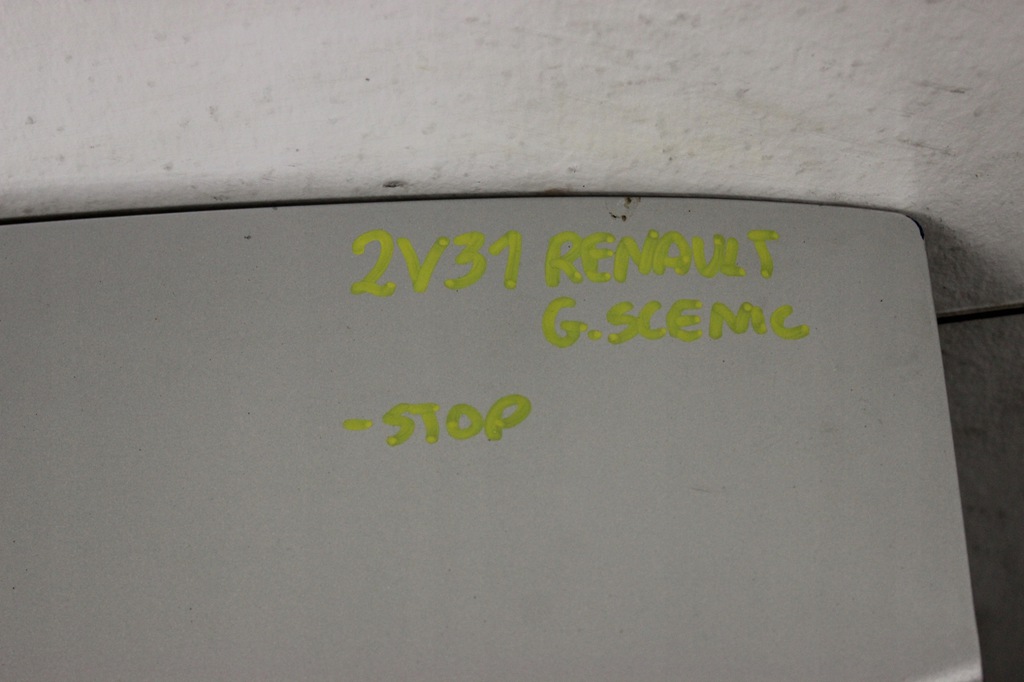 2V31 RENAULT
G.SCENIC
-STOP